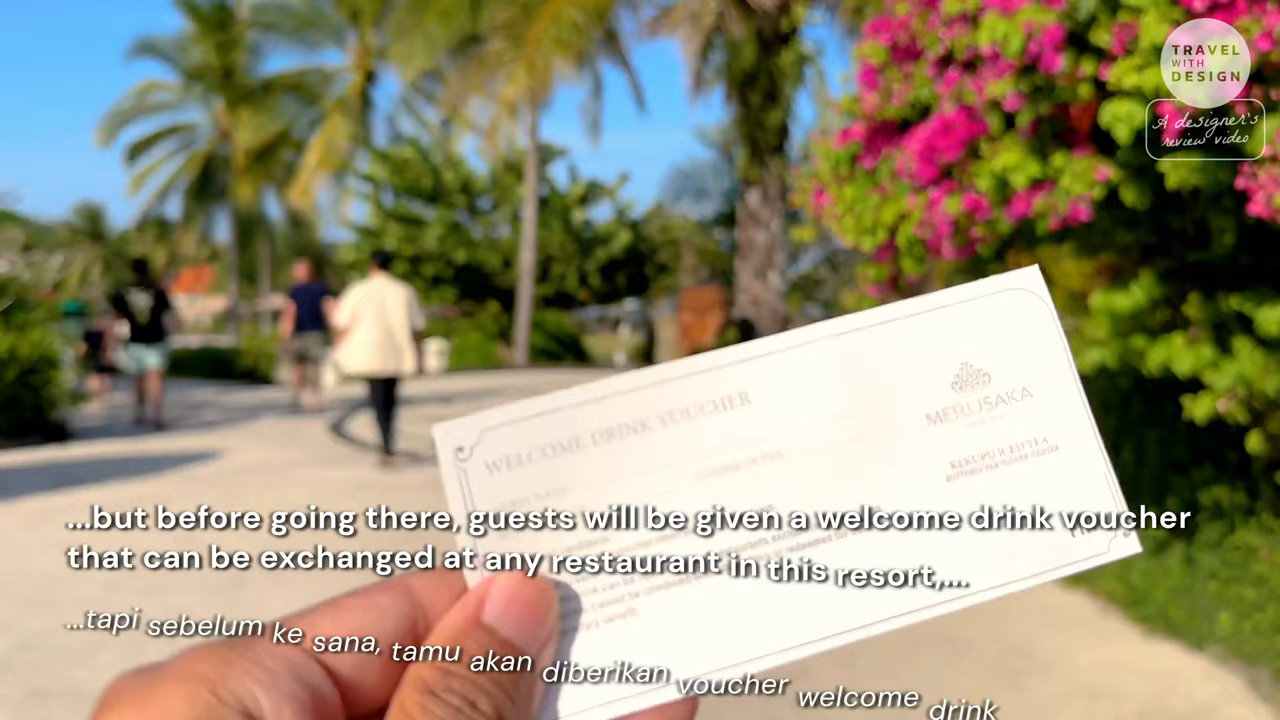 TRAVEL
WITH
DESIGN
A designer's
review video
WELCOME DRINK VOUCHER
MERUSAKA
...but before going there, guests will be given a welcome drink voucher
that can be exchanged at any restaurant in this resort,...
...tapi sebelum ke sana, tamu akan diberikan voucher welcome drink